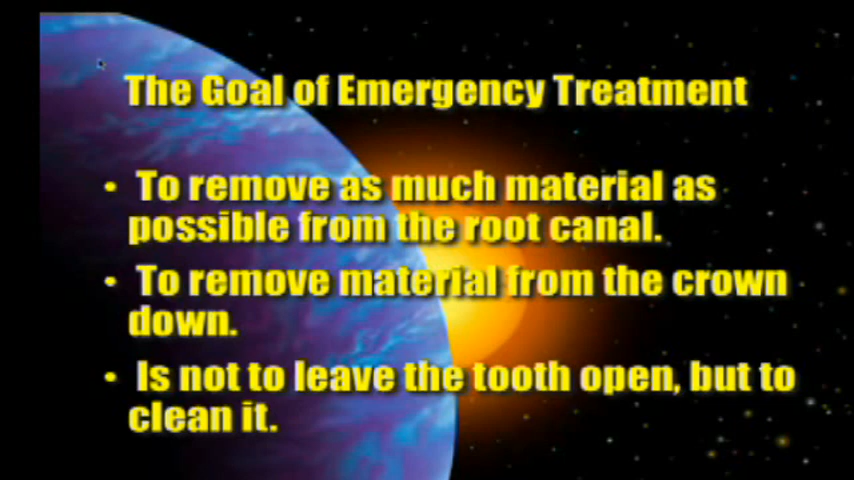 The Goal of Emergency Treatment
• To remove as much material as
possible from the root canal.
• To remove material from the crown
down.
• Is not to leave the tooth open, but to
clean it.